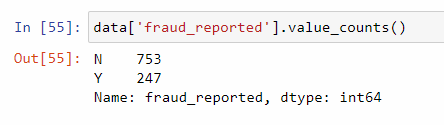 In [55]: data['fraud_reported'].value_counts()
Out[55]: N    753
Y    247
Name: fraud_reported, dtype: int64